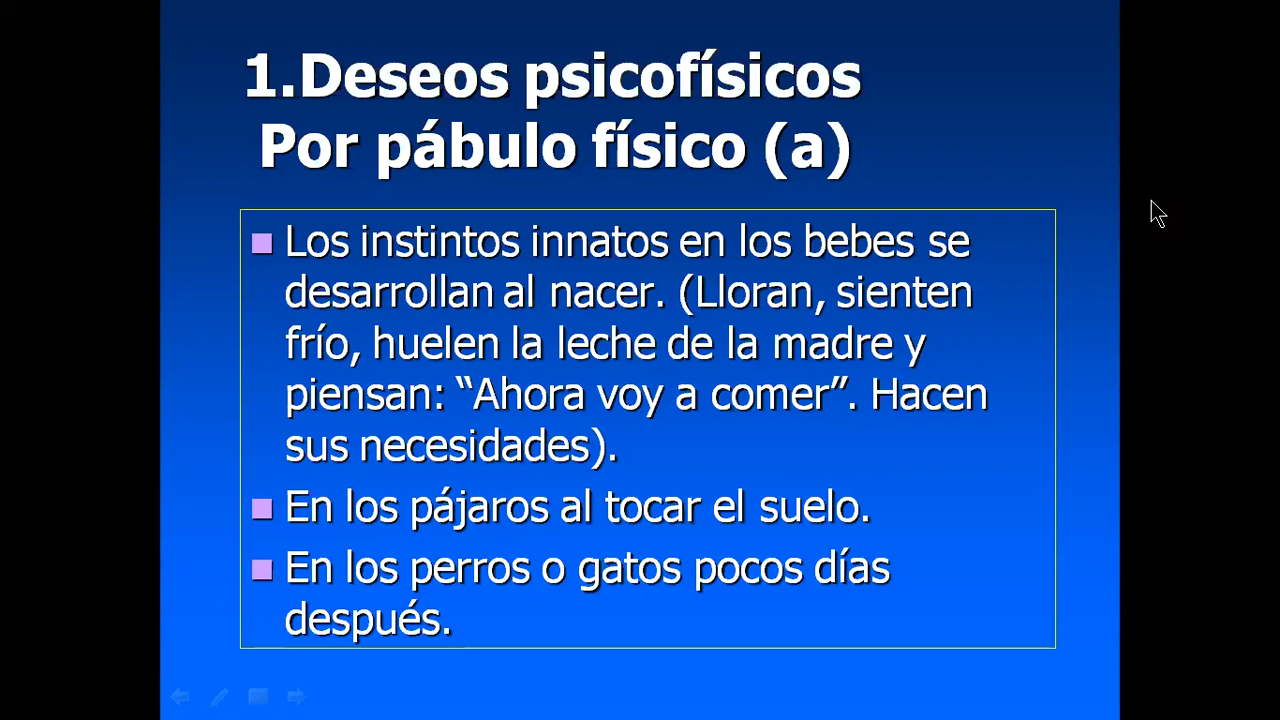 1.Deseos psicofísicos
Por pábulo físico (a)
Los instintos innatos en los bebes se
desarrollan al nacer. (Lloran, sienten
frío, huelen la leche de la madre y
piensan: “Ahora voy a comer”. Hacen
sus necesidades).
En los pájaros al tocar el suelo.
En los perros o gatos pocos días
después.